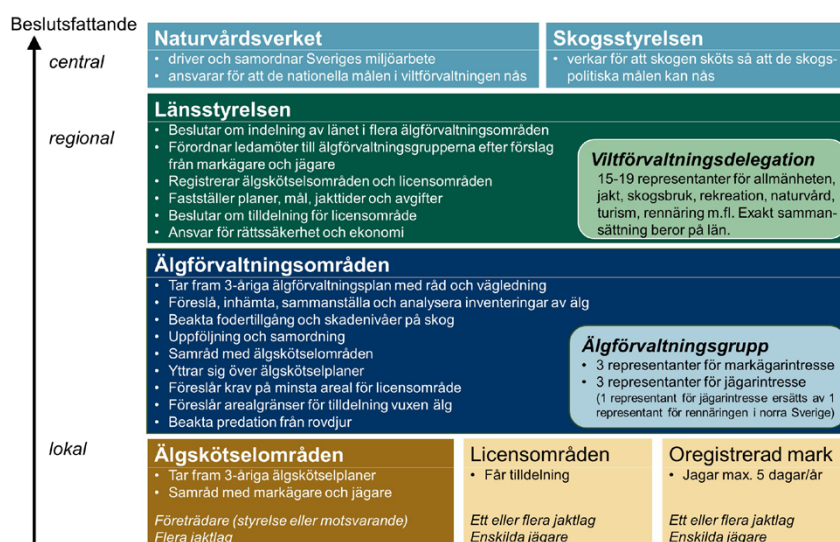 Beslutsfattande
central
regional
lokal
Naturvårdsverket
• driver och samordnar Sveriges miljöarbete
• ansvarar för att de nationella målen i viltförvaltningen nås
Skogsstyrelsen
• verkar för att skogen sköts så att de skogs-
politiska målen kan nås
Länsstyrelsen
• Beslutar om indelning av länet i flera älgförvaltningsområden
• Förordnar ledamöter till älgförvaltningsgrupperna efter förslag
från markägare och jägare
• Registrerar älgskötselområden och licensområden
• Fastställer planer, mål, jakttider och avgifter
• Beslutar om tilldelning för licensområde
• Ansvar för rättssäkerhet och ekonomi
Viltförvaltningsdelegation
15-19 representanter för allmänheten,
jakt, skogsbruk, rekreation, naturvård,
turism, rennäring m.fl. Exakt samman-
sättning beror på län.
Älgförvaltningsområden
• Tar fram 3-åriga älgförvaltningsplan med råd och vägledning
• Föreslå, inhämta, sammanställa och analysera inventeringar av älg
• Beakta fodertillgång och skadenivåer på skog
• Uppföljning och samordning
• Samråd med älgskötselområden
• Yttrar sig över älgskötselplaner
• Föreslår krav på minsta areal för licensområde
• Föreslår arealgränser för tilldelning vuxen älg
• Beakta predation från rovdjur
Älgförvaltningsgrupp
• 3 representanter för markägarintresse
• 3 representanter för jägarintresse
(1 representant för jägarintresse ersätts av 1
representant för rennäringen i norra Sverige)
Älgskötselområden
• Tar fram 3-åriga älgskötselplaner
• Samråd med markägare och jägare
Företrädare (styrelse eller motsvarande)
Flera jaktlag
Licensområden
• Får tilldelning
Ett eller flera jaktlag
Enskilda jägare
Oregistrerad mark
• Jagar max. 5 dagar/år
Ett eller flera jaktlag
Enskilda jägare